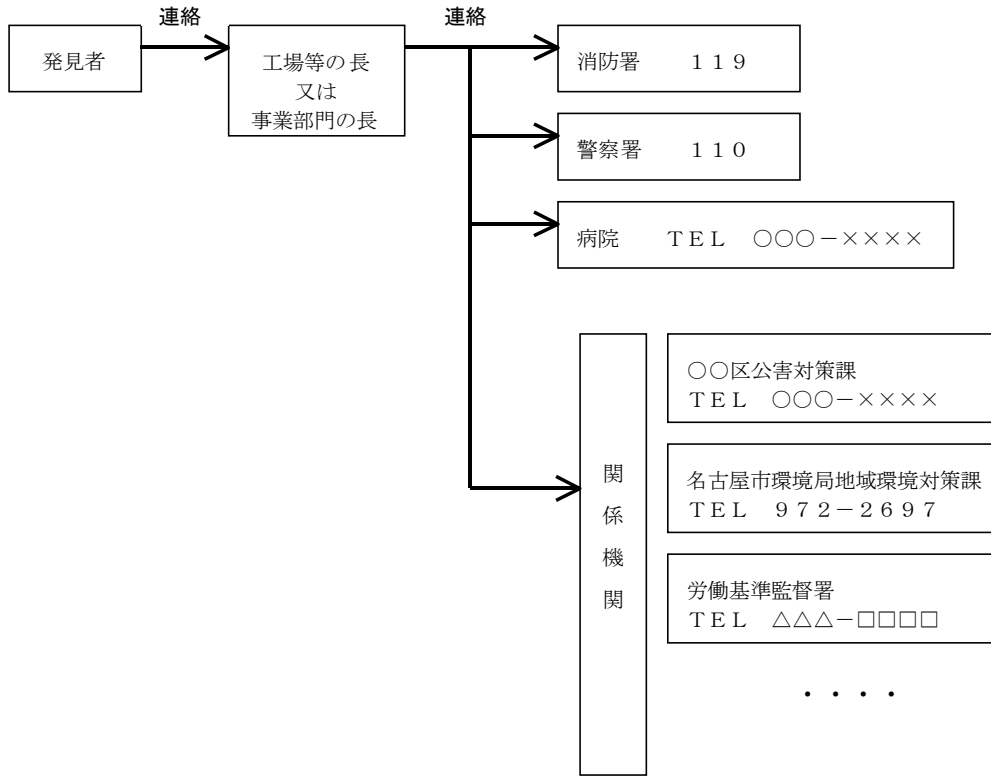 連絡
連絡
発見者
工場等の長
又は
事業部門の長
消防署　　１１９
警察署　　１１０
病院　　ＴＥＬ　○○○－××××
関係機関
○○区公害対策課
ＴＥＬ　○○○－××××
名古屋市環境局地域環境対策課
ＴＥＬ　９７２－２６９７
労働基準監督署
ＴＥＬ　△△△－□□□□
・・・・